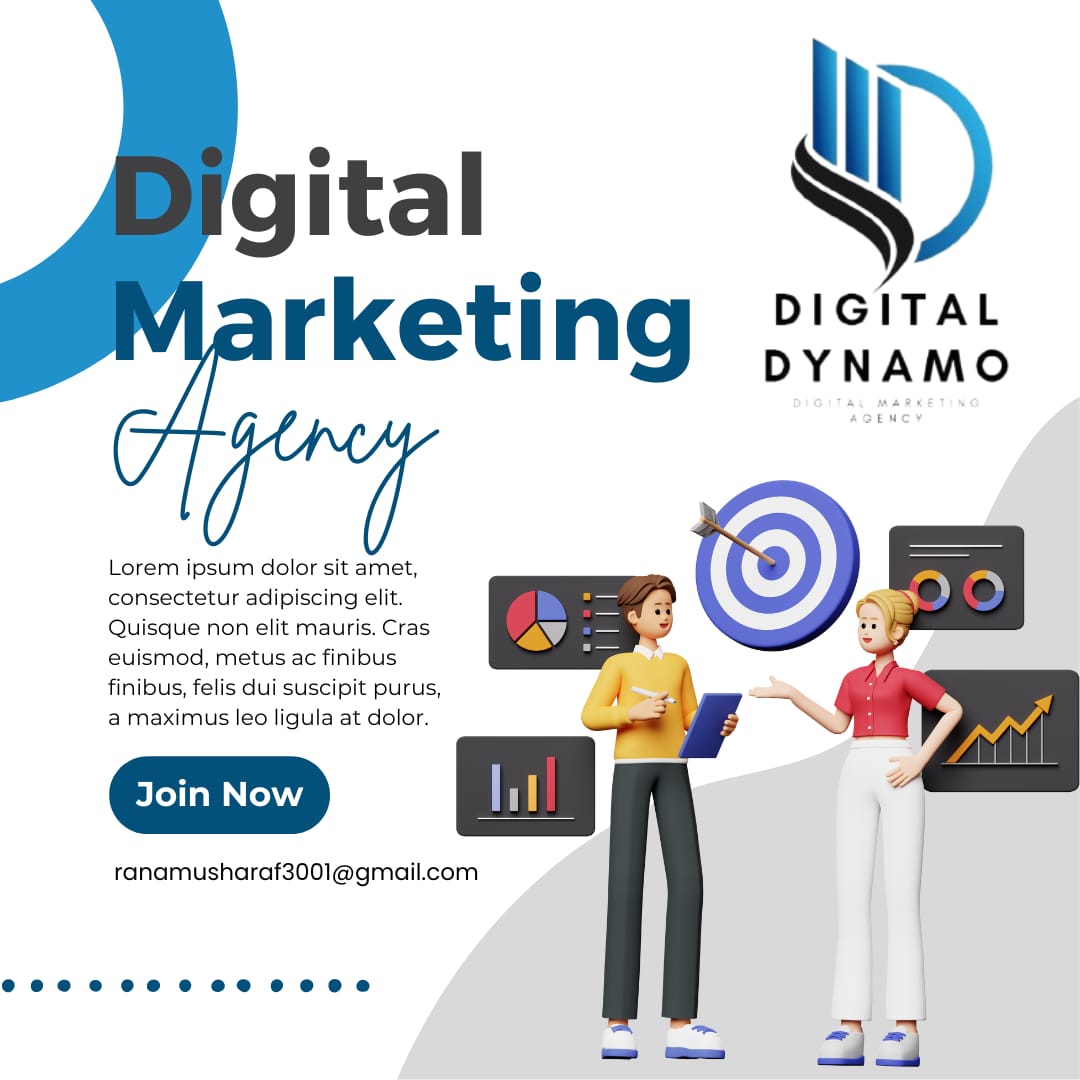 Digital
Marketing
Agency
DIGITAL
DYNAMO
DIGITAL MARKETING
AGENCY
Lorem ipsum dolor sit amet,
consectetur adipiscing elit.
Quisque non elit mauris. Cras
euismod, metus ac finibus
finibus, felis dui suscipit purus,
a maximus leo ligula at dolor.
Join Now
ranamusharaf3001@gmail.com